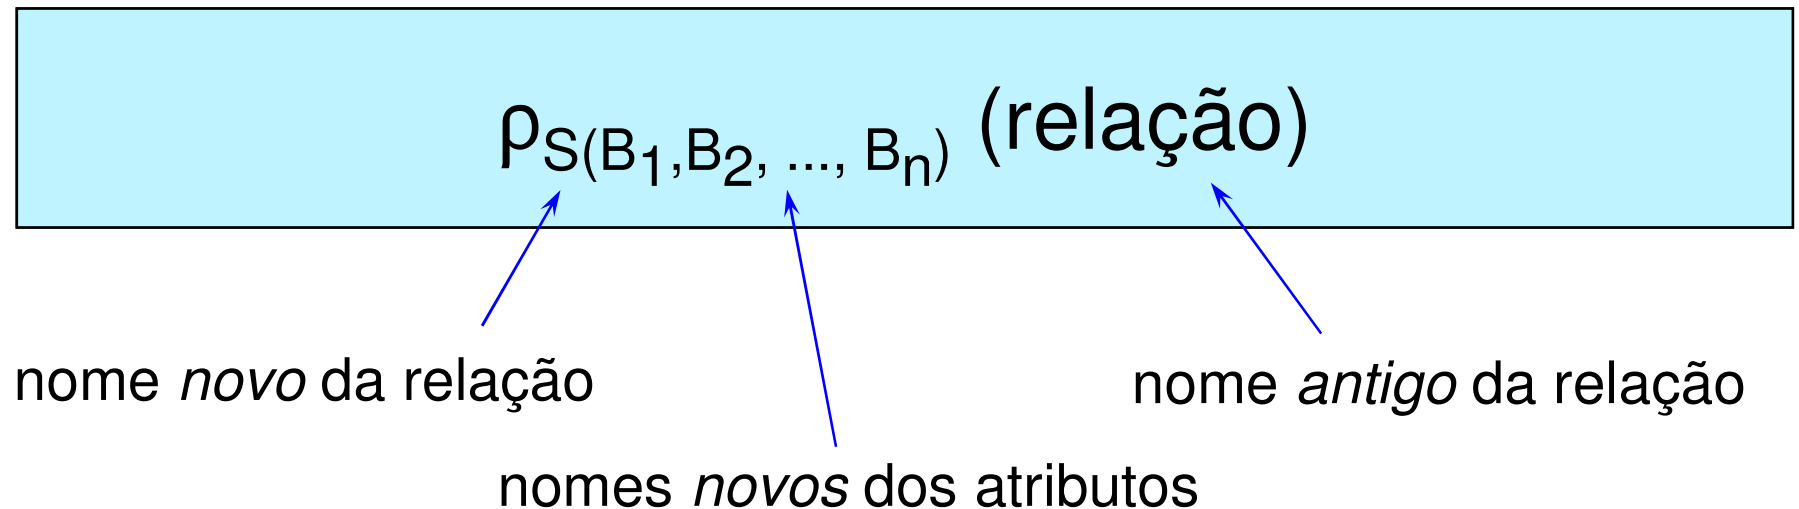 ρS(B1,B2, ..., Bn) (relação)
nome novo da relação
nome antigo da relação
nomes novos dos atributos